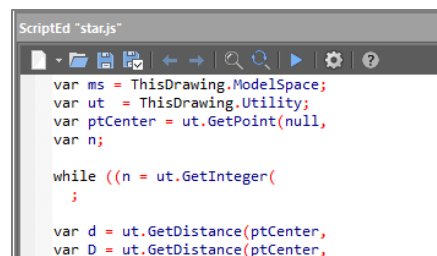 ScriptEd "star.js"
var ms = ThisDrawing.ModelSpace;
var ut  = ThisDrawing.Utility;
var ptCenter = ut.GetPoint(null,
var n;
while ((n = ut.GetInteger(
;
var d = ut.GetDistance(ptCenter,
var D = ut.GetDistance(ptCenter,